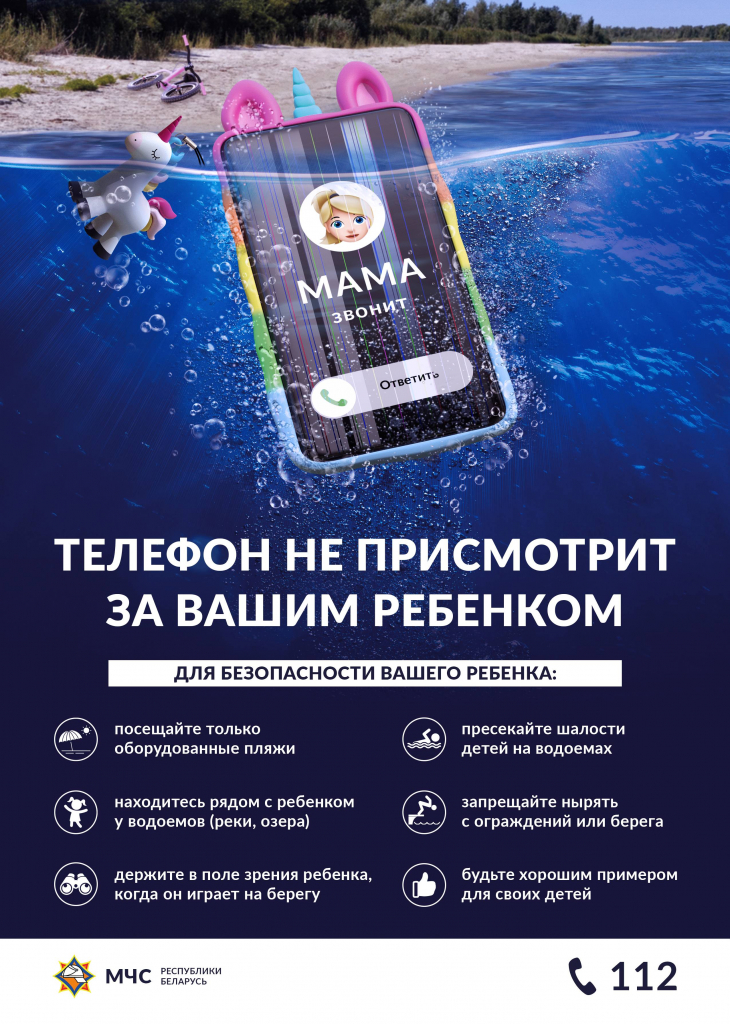 МАМА
ЗВОНИТ
Ответить
ТЕЛЕФОН НЕ ПРИСМОТРИТ
ЗА ВАШИМ РЕБЕНКОМ
ДЛЯ БЕЗОПАСНОСТИ ВАШЕГО РЕБЕНКА:
посещайте только
оборудованные пляжи
находитесь рядом с ребенком
у водоемов (реки, озера)
держите в поле зрения ребенка,
когда он играет на берегу
пресекайте шалости
детей на водоемах
запрещайте нырять
с ограждений или берега
будьте хорошим примером
для своих детей
МЧС
РЕСПУБЛИКИ
БЕЛАРУСЬ
112